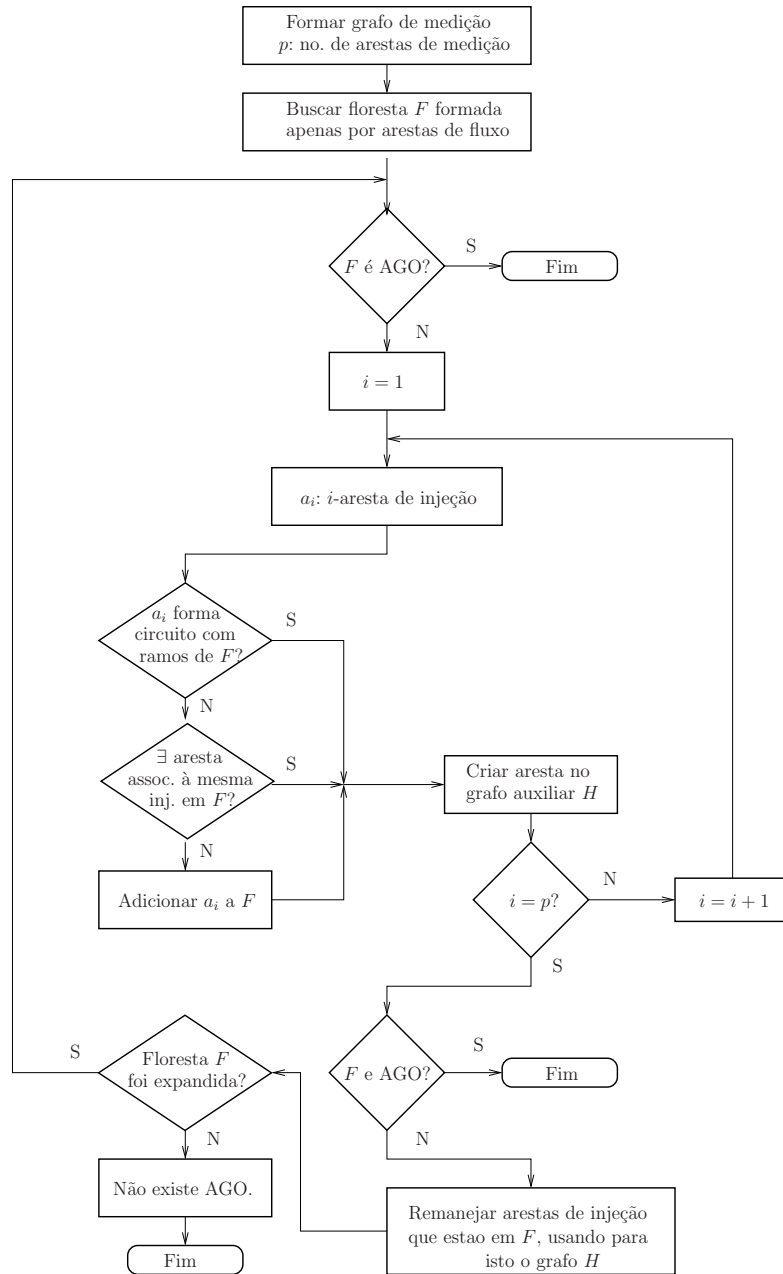 Formar grafo de medição
p: no. de arestas de medição
Buscar floresta F formada
apenas por arestas de fluxo
F é AGO?
S
Fim
N
i = 1
a_i: i-aresta de injeção
a_i forma
circuito com
ramos de F?
S
N
∃ aresta
assoc. à mesma
inj. em F?
S
N
Adicionar a_i a F
Criar aresta no
grafo auxiliar H
i = p?
N
i = i + 1
S
F e AGO?
S
Fim
N
Remanejar arestas de injeção
que estao em F, usando para
isto o grafo H
Floresta F
foi expandida?
S
N
Não existe AGO.
Fim